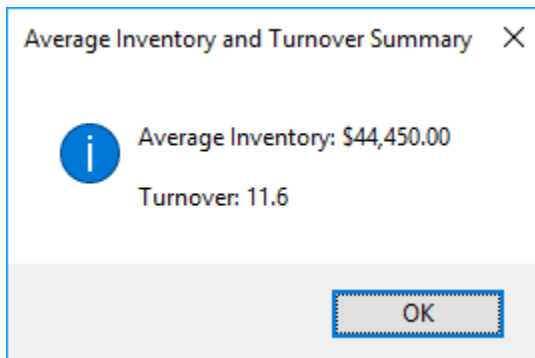 Average Inventory and Turnover Summary
Average Inventory: $44,450.00
Turnover: 11.6
OK